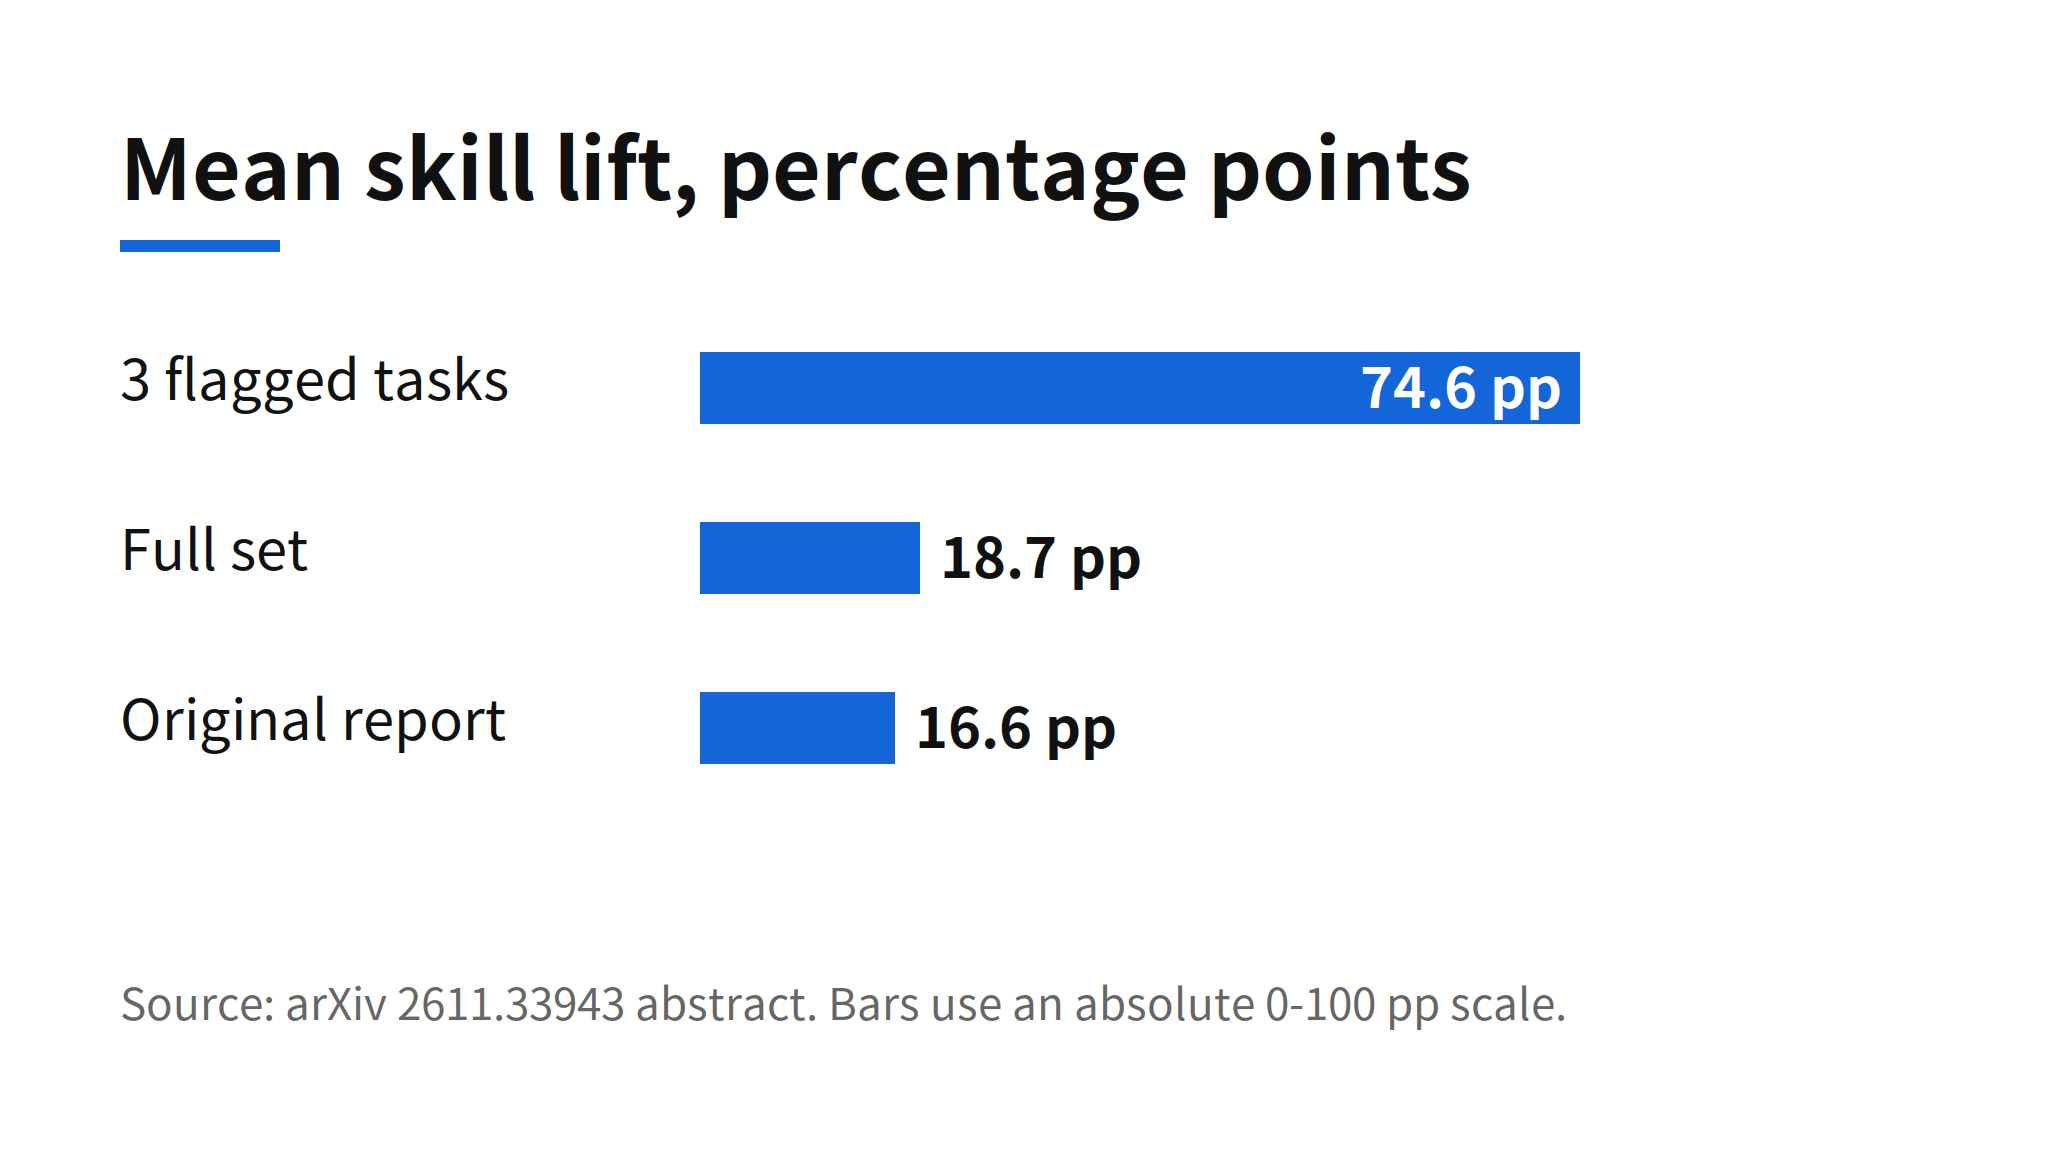 Mean skill lift, percentage points
3 flagged tasks
74.6 pp
Full set
18.7 pp
Original report
16.6 pp
Source: arXiv 2611.33943 abstract. Bars use an absolute 0-100 pp scale.